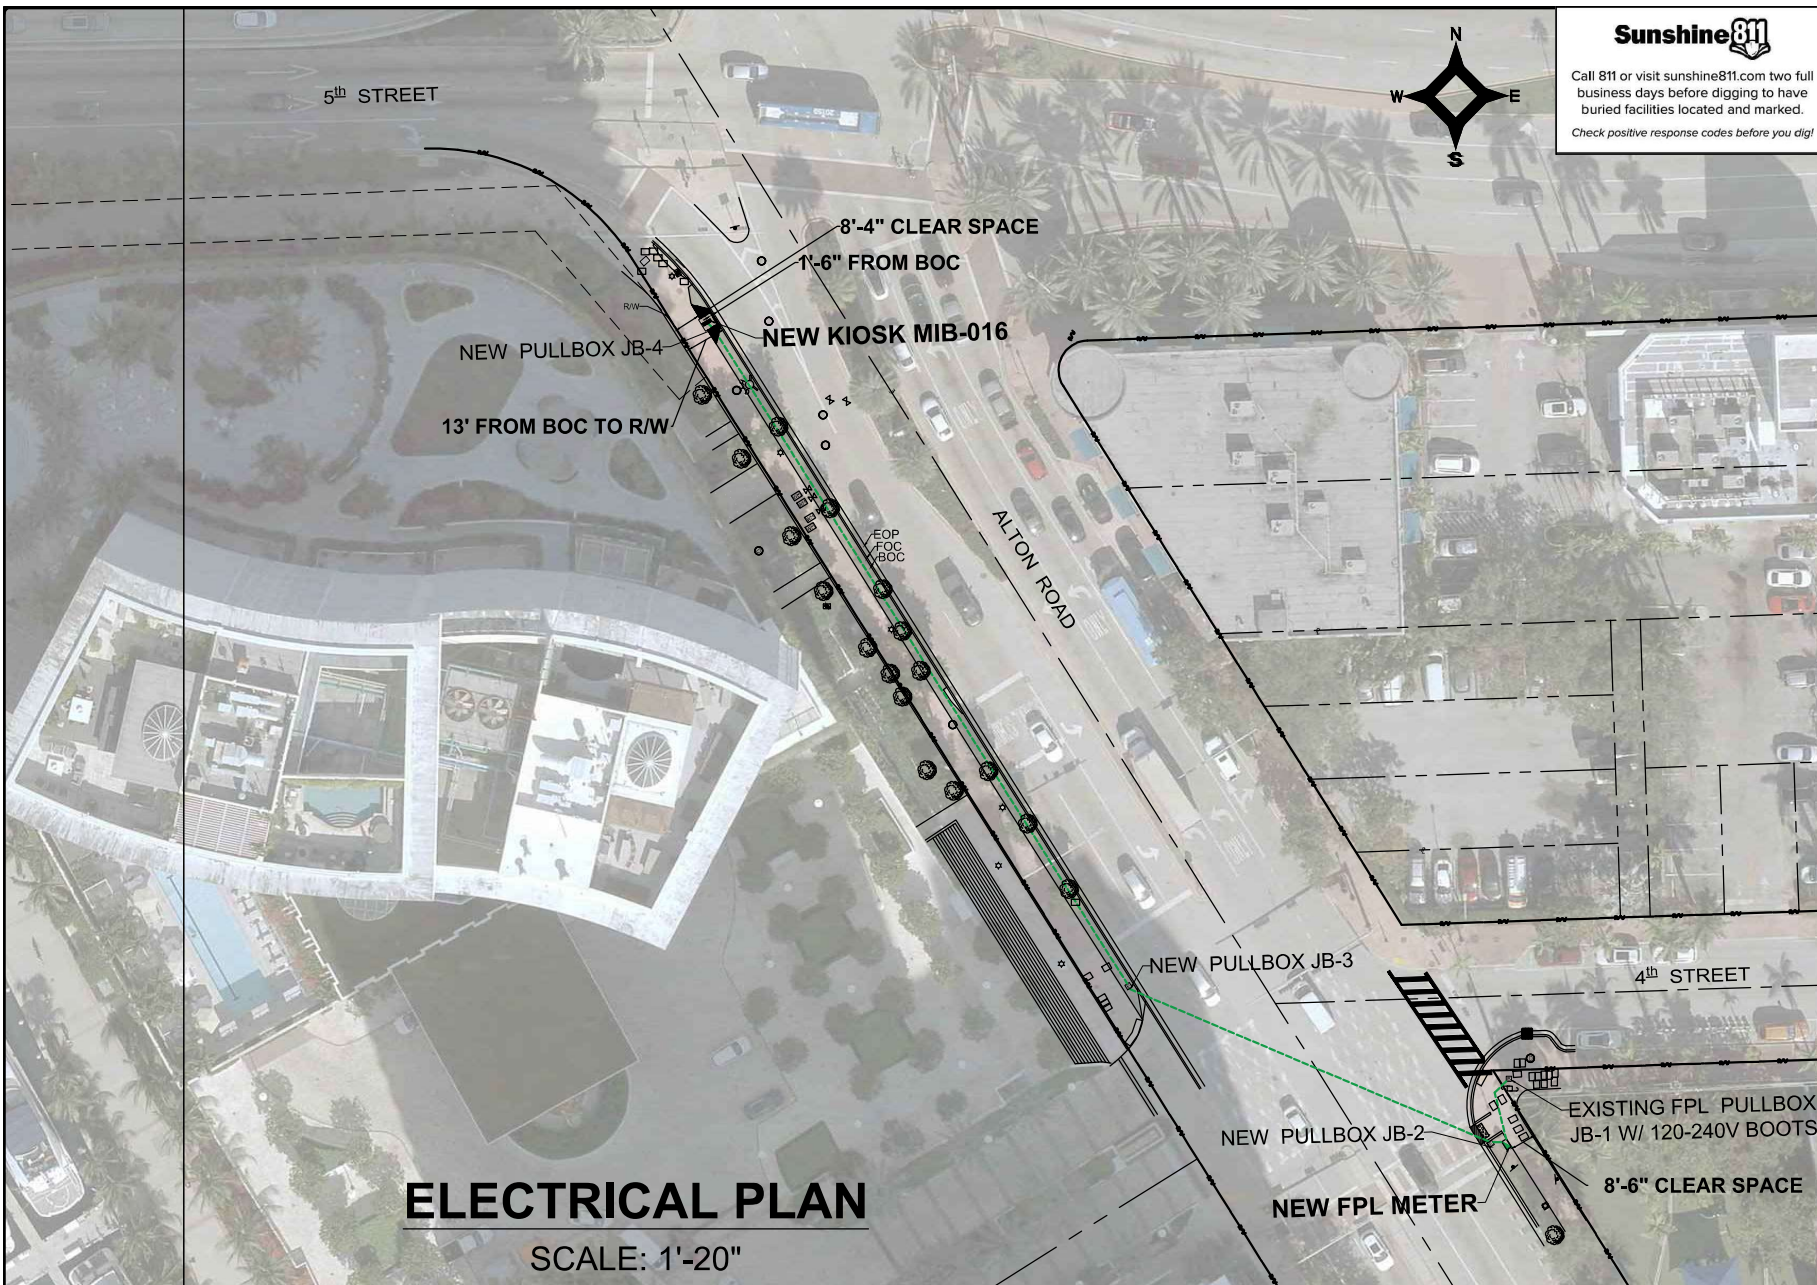 Sunshine 811
Call 811 or visit sunshine811.com two full
business days before digging to have
buried facilities located and marked.
Check positive response codes before you dig!
N
W
E
S
5th STREET
8'-4" CLEAR SPACE
1'-6" FROM BOC
R/W
NEW KIOSK MIB-016
NEW PULLBOX JB-4
13' FROM BOC TO R/W
EOP
FOC
BOC
ALTON ROAD
NEW PULLBOX JB-3
4th STREET
EXISTING FPL PULLBOX
JB-1 W/ 120-240V BOOTS
NEW PULLBOX JB-2
8'-6" CLEAR SPACE
NEW FPL METER
ELECTRICAL PLAN
SCALE: 1'-20"